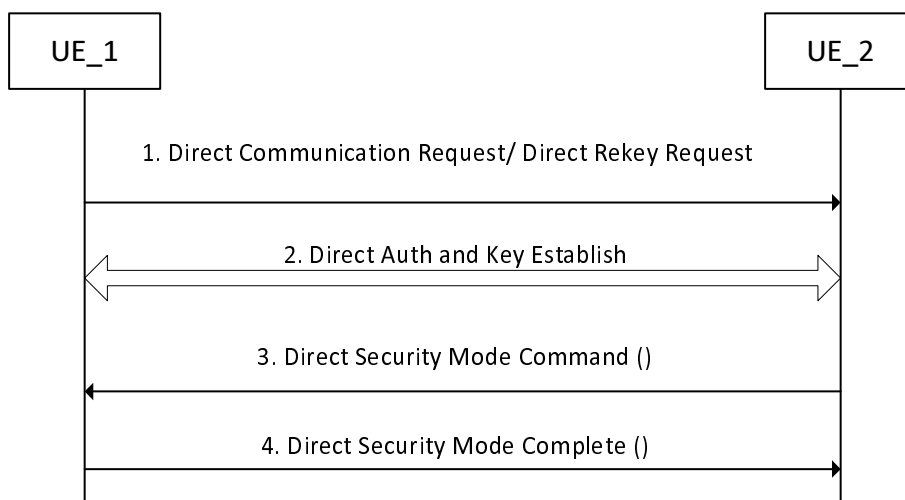 UE_1
UE_2
1. Direct Communication Request/ Direct Rekey Request
2. Direct Auth and Key Establish
3. Direct Security Mode Command ()
4. Direct Security Mode Complete ()